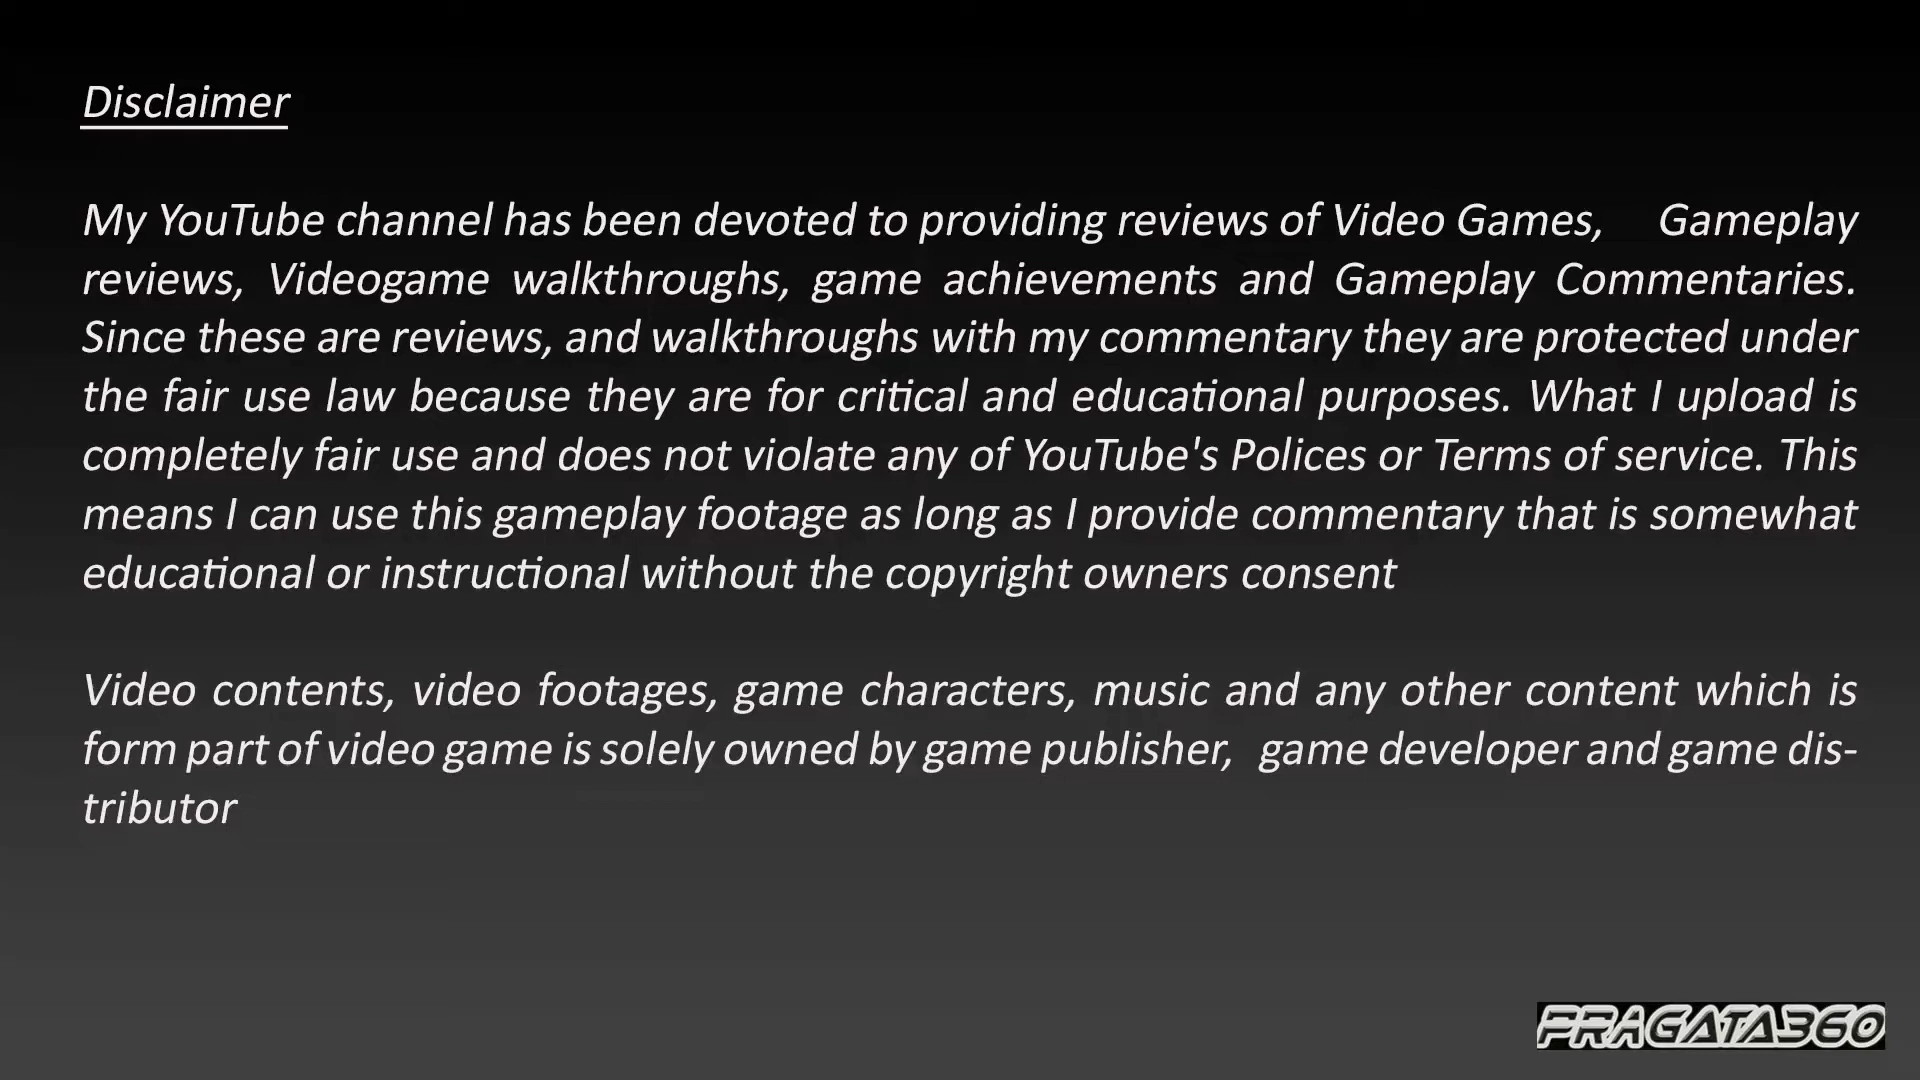 Disclaimer
My YouTube channel has been devoted to providing reviews of Video Games, Gameplay
reviews, Videogame walkthroughs, game achievements and Gameplay Commentaries.
Since these are reviews, and walkthroughs with my commentary they are protected under
the fair use law because they are for critical and educational purposes. What I upload is
completely fair use and does not violate any of YouTube's Polices or Terms of service. This
means I can use this gameplay footage as long as I provide commentary that is somewhat
educational or instructional without the copyright owners consent
Video contents, video footages, game characters, music and any other content which is
form part of video game is solely owned by game publisher, game developer and game dis-
tributor
PRAGATA360